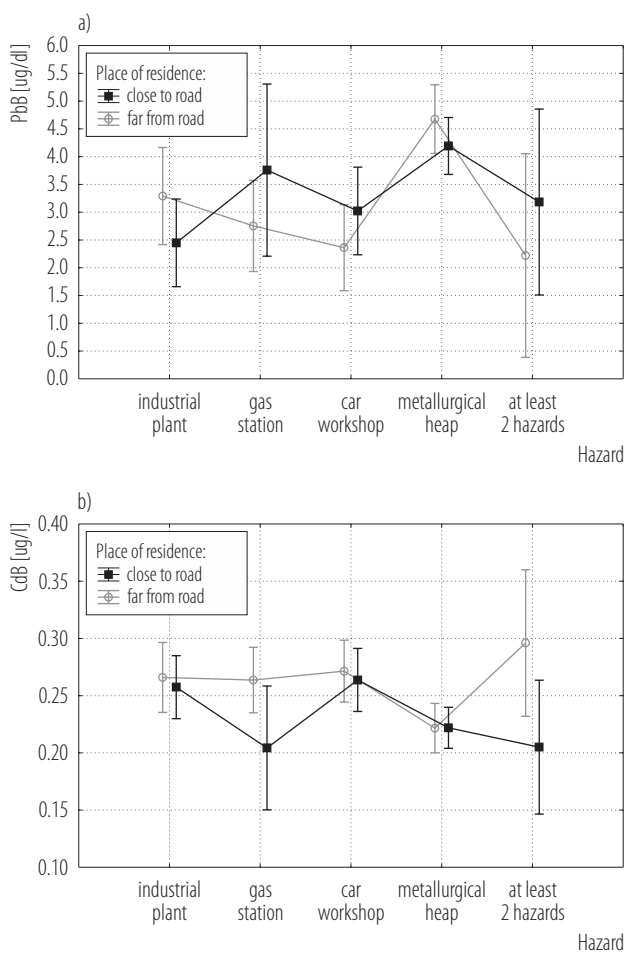 a)
PbB [ug/dl]
6.0
5.5
5.0
4.5
4.0
3.5
3.0
2.5
2.0
1.5
1.0
0.5
0.0
Place of residence:
close to road
far from road
industrial plant
gas station
car workshop
metallurgical heap
at least 2 hazards
Hazard
b)
CdB [ug/l]
0.40
0.35
0.30
0.25
0.20
0.15
0.10
Place of residence:
close to road
far from road
industrial plant
gas station
car workshop
metallurgical heap
at least 2 hazards
Hazard